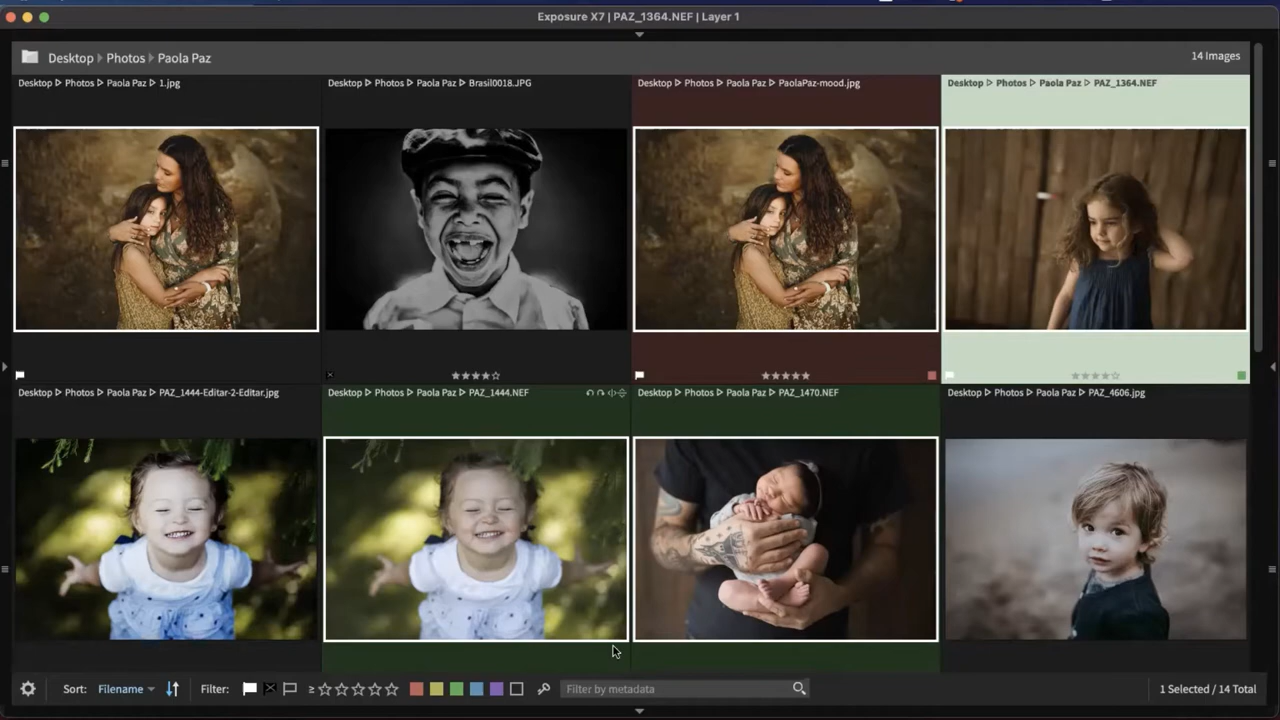 Exposure X7 | PAZ_1364.NEF | Layer 1
Desktop Photos Paola Paz
14 Images
Desktop Photos Paola Paz 1.jpg
Desktop Photos Paola Paz Brasil0018.JPG
Desktop Photos Paola Paz PaolaPaz-mood.jpg
Desktop Photos Paola Paz PAZ_1364.NEF
Desktop Photos Paola Paz PAZ_1444-Editar-2-Editar.jpg
Desktop Photos Paola Paz PAZ_1444.NEF
Desktop Photos Paola Paz PAZ_1470.NEF
Desktop Photos Paola Paz PAZ_4606.jpg
Sort: Filename
Filter:
≥
Filter by metadata
1 Selected / 14 Total